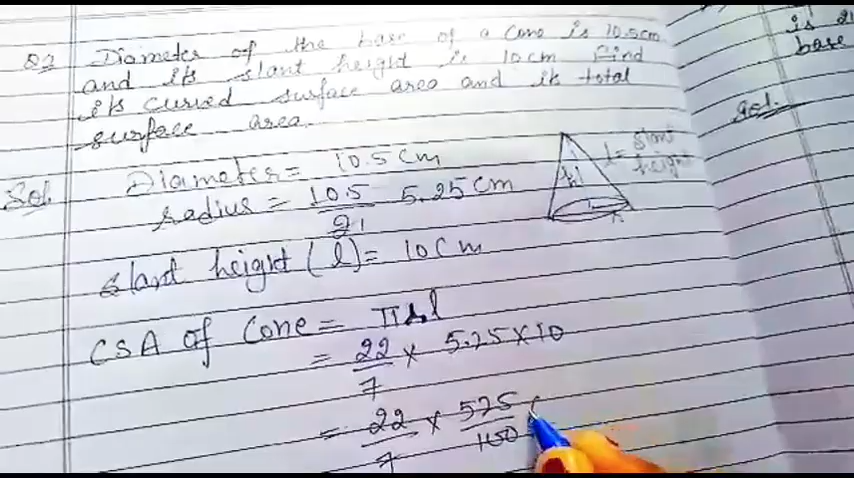 Q2 Diameter of the base of a cone is 10.5cm
and its slant height is 10cm Find
its curved surface area and its total
surface area.
Sol Diameter = 10.5 cm
radius = 10.5/2 5.25 cm
slant height (l) = 10 cm
l = slant height
h
r
CSA of Cone = πrl
= 22/7 × 5.25 × 10
= 22/7 × 525/100
is 21
base
Sol.